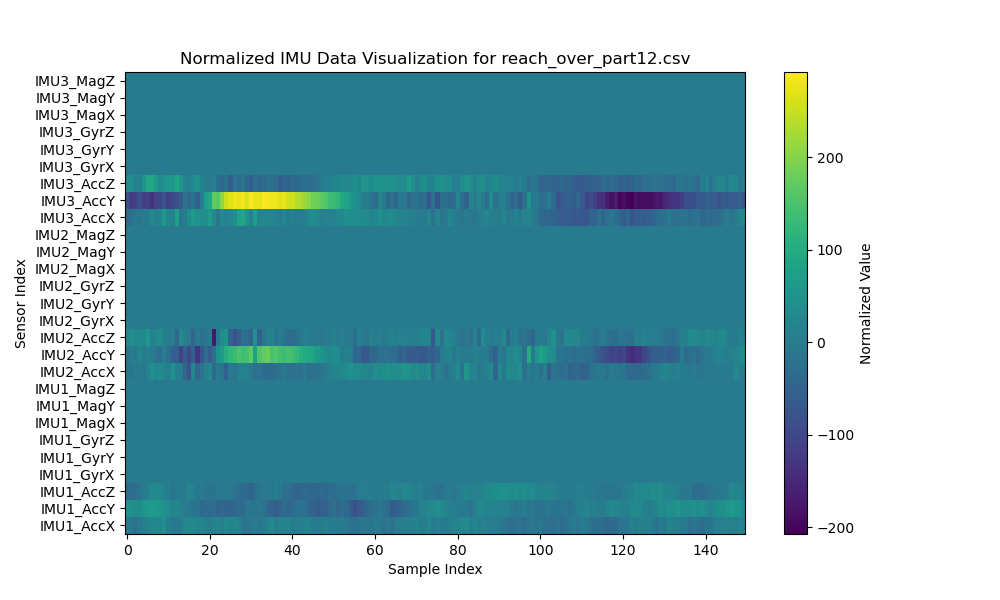 Normalized IMU Data Visualization for reach_over_part12.csv
IMU3_MagZ
IMU3_MagY
IMU3_MagX
IMU3_GyrZ
IMU3_GyrY
IMU3_GyrX
IMU3_AccZ
IMU3_AccY
IMU3_AccX
IMU2_MagZ
IMU2_MagY
IMU2_MagX
IMU2_GyrZ
IMU2_GyrY
IMU2_GyrX
IMU2_AccZ
IMU2_AccY
IMU2_AccX
IMU1_MagZ
IMU1_MagY
IMU1_MagX
IMU1_GyrZ
IMU1_GyrY
IMU1_GyrX
IMU1_AccZ
IMU1_AccY
IMU1_AccX
Sensor Index
0 20 40 60 80 100 120 140
Sample Index
200
100
0
−100
−200
Normalized Value